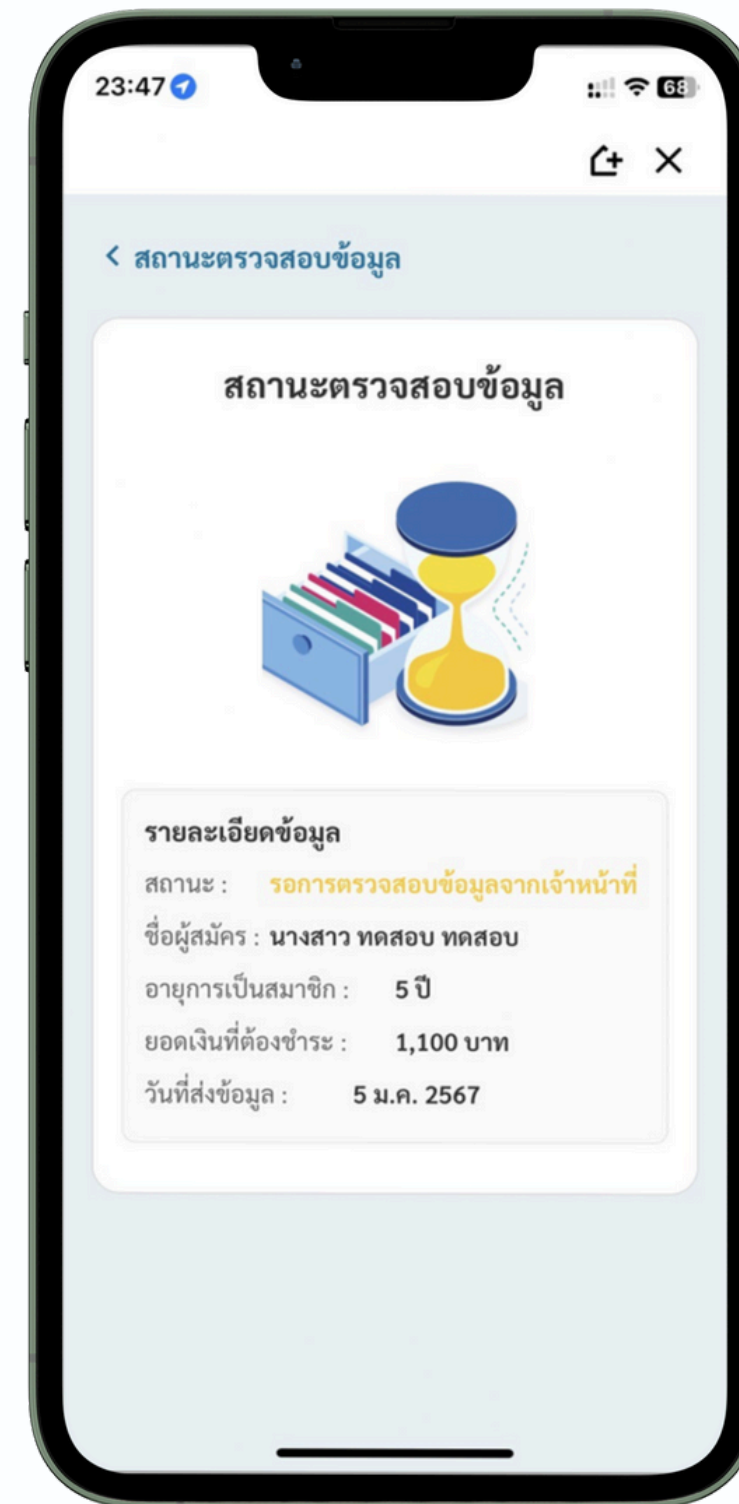 23:47
68
สถานะตรวจสอบข้อมูล
สถานะตรวจสอบข้อมูล
รายละเอียดข้อมูล
สถานะ : รอการตรวจสอบข้อมูลจากเจ้าหน้าที่
ชื่อผู้สมัคร : นางสาว ทดสอบ ทดสอบ
อายุการเป็นสมาชิก : 5 ปี
ยอดเงินที่ต้องชำระ : 1,100 บาท
วันที่ส่งข้อมูล : 5 ม.ค. 2567